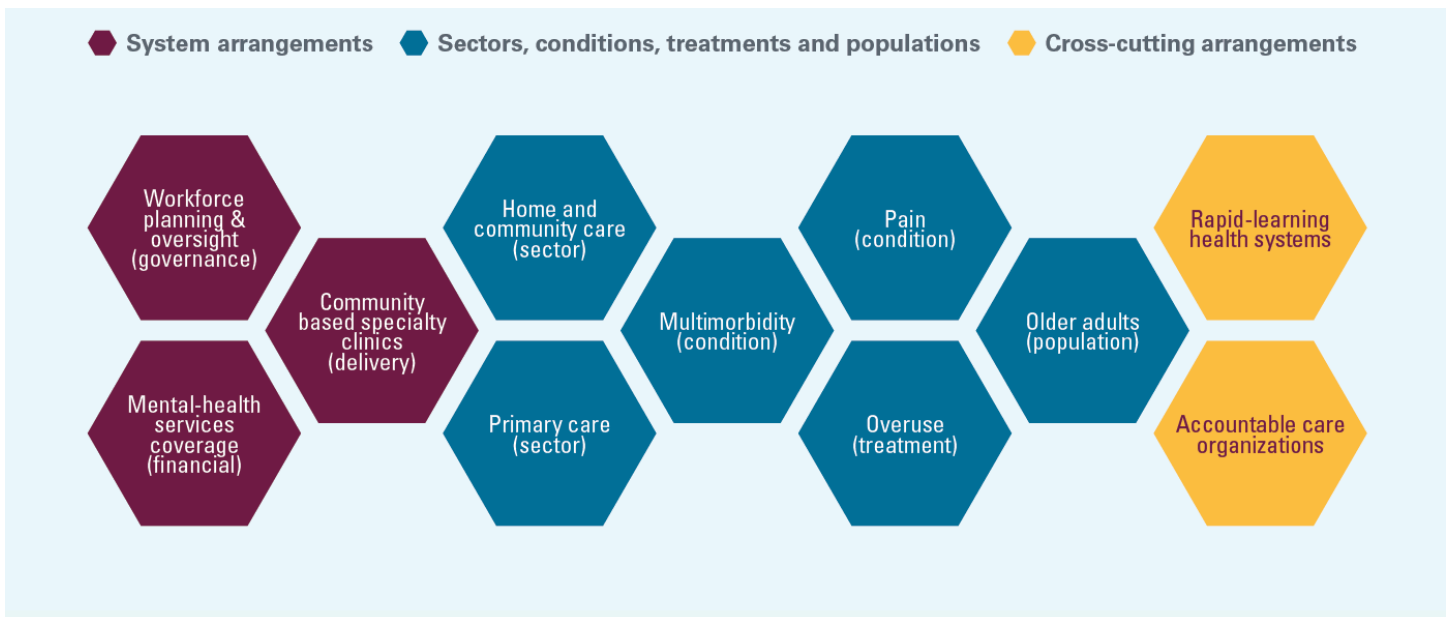 System arrangements
Sectors, conditions, treatments and populations
Cross-cutting arrangements
Workforce
planning &
oversight
(governance)
Mental-health
services
coverage
(financial)
Community
based specialty
clinics
(delivery)
Home and
community care
(sector)
Primary care
(sector)
Multimorbidity
(condition)
Pain
(condition)
Overuse
(treatment)
Older adults
(population)
Rapid-learning
health systems
Accountable care
organizations